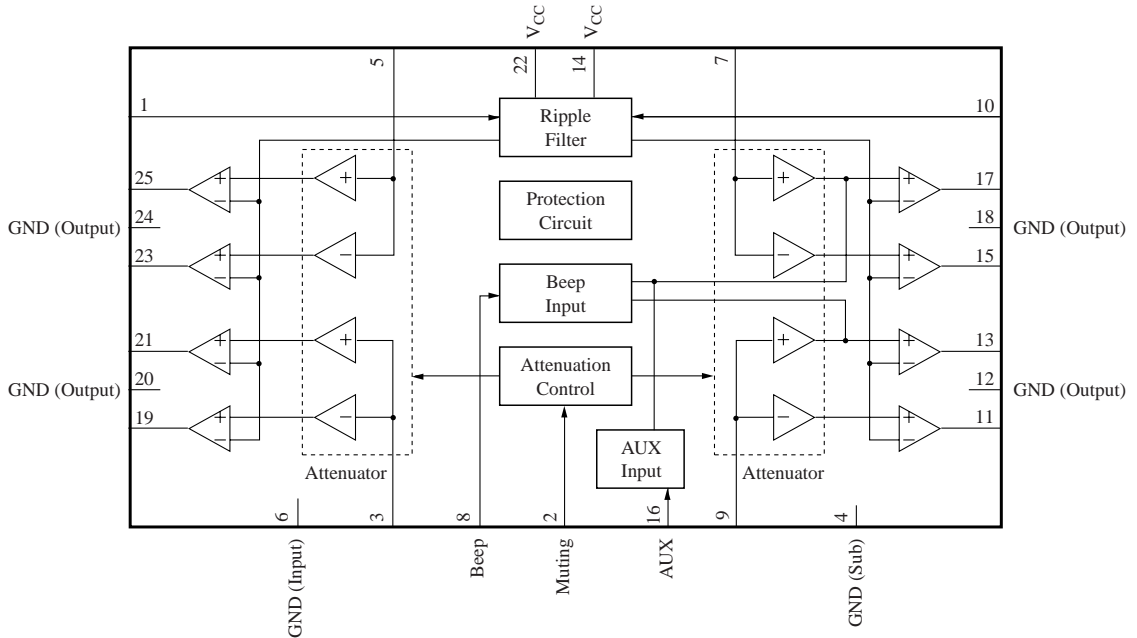 V_CC
V_CC
5
22
14
7
1
Ripple
Filter
10
+
−
+
+
+
−
25
Protection
Circuit
17
GND (Output)
24
18
GND (Output)
+
−
−
−
+
−
23
Beep
Input
15
+
−
+
+
+
−
21
Attenuation
Control
13
GND (Output)
20
12
GND (Output)
+
−
−
−
+
−
19
11
AUX
Input
Attenuator
Attenuator
6
3
8
2
16
9
4
GND (Input)
Beep
Muting
AUX
GND (Sub)